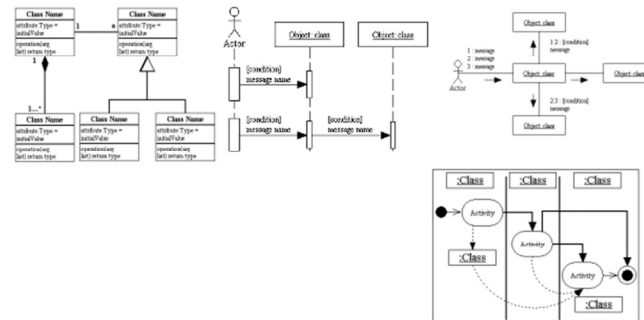 Class Name
attribute Type =
initialValue
operation(arg
list) return type
1
*
Class Name
attribute Type =
initialValue
operation(arg
list) return type
1
1...*
Class Name
attribute Type =
initialValue
operation(arg
list) return type
Class Name
attribute Type =
initialValue
operation(arg
list) return type
Class Name
attribute Type =
initialValue
operation(arg
list) return type
Actor
Object: class
Object: class
[condition]
message name
[condition]
message name
[condition]
message name
Object: class
1 : message
2 : message
3 : message
1.2 : [condition]
message
Actor
Object: class
Object: class
2.3 : [condition]
message
Object: class
:Class
:Class
:Class
Activity
:Class
Activity
Activity
:Class